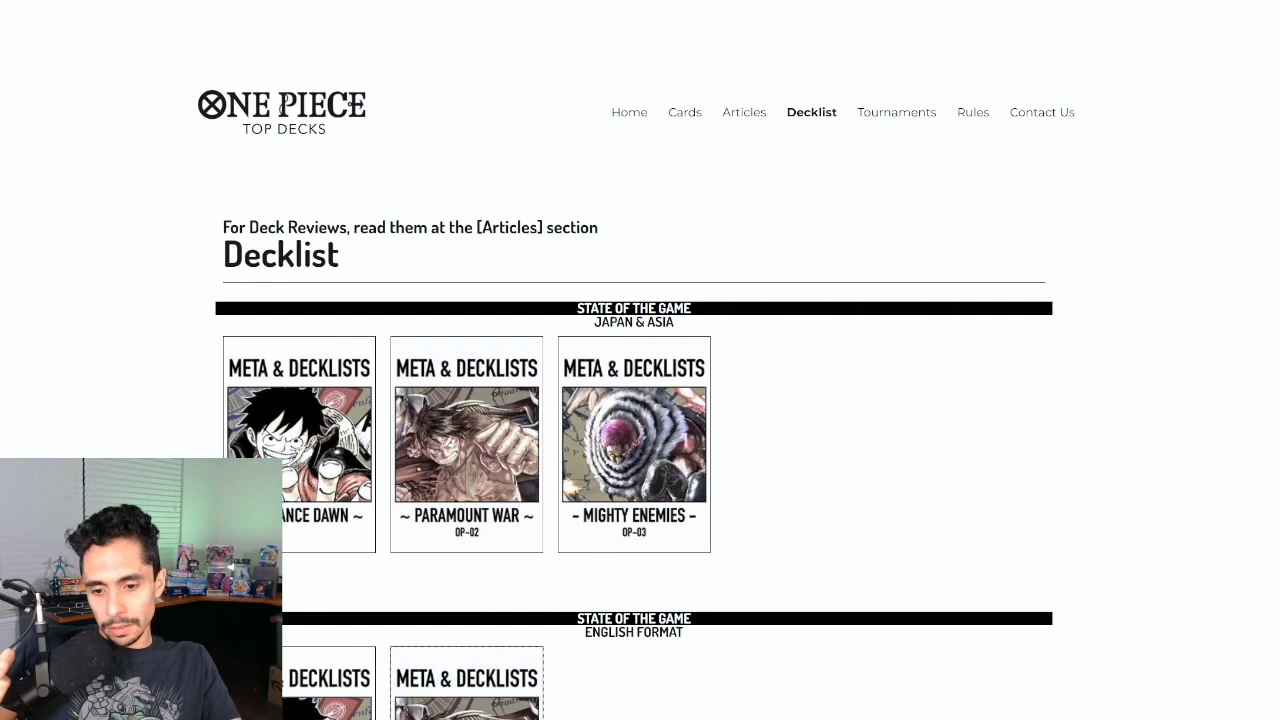 ONE PIECE
TOP DECKS
Home Cards Articles Decklist Tournaments Rules Contact Us
For Deck Reviews, read them at the [Articles] section
Decklist
STATE OF THE GAME
JAPAN & ASIA
META & DECKLISTS META & DECKLISTS META & DECKLISTS
DAWN ~ ~ PARAMOUNT WAR ~ - MIGHTY ENEMIES -
OP-02 OP-03
STATE OF THE GAME
ENGLISH FORMAT
DECKLISTS META & DECKLISTS